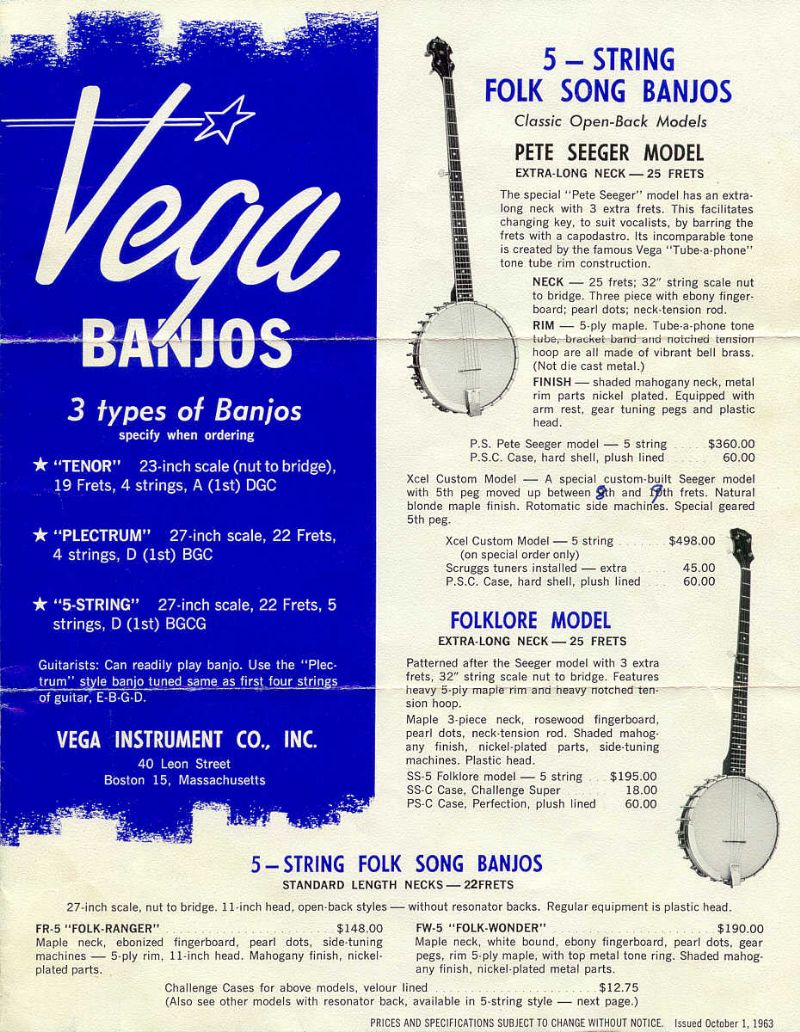 Vega
BANJOS
3 types of Banjos
specify when ordering
★ "TENOR" 23-inch scale (nut to bridge),
19 Frets, 4 strings, A (1st) DGC
★ "PLECTRUM" 27-inch scale, 22 Frets,
4 strings, D (1st) BGC
★ "5-STRING" 27-inch scale, 22 Frets, 5
strings, D (1st) BGCG
Guitarists: Can readily play banjo. Use the "Plec-
trum" style banjo tuned same as first four strings
of guitar, E-B-G-D.
VEGA INSTRUMENT CO., INC.
40 Leon Street
Boston 15, Massachusetts
5 — STRING
FOLK SONG BANJOS
Classic Open-Back Models
PETE SEEGER MODEL
EXTRA-LONG NECK — 25 FRETS
The special "Pete Seeger" model has an extra-
long neck with 3 extra frets. This facilitates
changing key, to suit vocalists, by barring the
frets with a capodastro. Its incomparable tone
is created by the famous Vega "Tube-a-phone"
tone tube rim construction.
NECK — 25 frets; 32" string scale nut
to bridge. Three piece with ebony finger-
board; pearl dots; neck-tension rod.
RIM — 5-ply maple. Tube-a-phone tone
tube, bracket band and notched tension
hoop are all made of vibrant bell brass.
(Not die cast metal.)
FINISH — shaded mahogany neck, metal
rim parts nickel plated. Equipped with
arm rest, gear tuning pegs and plastic
head.
P.S. Pete Seeger model — 5 string $360.00
P.S.C. Case, hard shell, plush lined 60.00
Xcel Custom Model — A special custom-built Seeger model
with 5th peg moved up between 8th and 9th frets. Natural
blonde maple finish. Rotomatic side machines. Special geared
5th peg.
Xcel Custom Model — 5 string $498.00
(on special order only)
Scruggs tuners installed — extra 45.00
P.S.C. Case, hard shell, plush lined 60.00
FOLKLORE MODEL
EXTRA-LONG NECK — 25 FRETS
Patterned after the Seeger model with 3 extra
frets, 32" string scale nut to bridge. Features
heavy 5-ply maple rim and heavy notched ten-
sion hoop.
Maple 3-piece neck, rosewood fingerboard,
pearl dots, neck-tension rod. Shaded mahog-
any finish, nickel-plated parts, side-tuning
machines. Plastic head.
SS-5 Folklore model — 5 string $195.00
SS-C Case, Challenge Super 18.00
PS-C Case, Perfection, plush lined 60.00
5 — STRING FOLK SONG BANJOS
STANDARD LENGTH NECKS — 22FRETS
27-inch scale, nut to bridge. 11-inch head, open-back styles — without resonator backs. Regular equipment is plastic head.
FR-5 "FOLK-RANGER" $148.00
Maple neck, ebonized fingerboard, pearl dots, side-tuning
machines — 5-ply rim, 11-inch head. Mahogany finish, nickel-
plated parts.
FW-5 "FOLK-WONDER" $190.00
Maple neck, white bound, ebony fingerboard, pearl dots, gear
pegs, rim 5-ply maple, with top metal tone ring. Shaded mahog-
any finish, nickel-plated metal parts.
Challenge Cases for above models, velour lined $12.75
(Also see other models with resonator back, available in 5-string style — next page.)
PRICES AND SPECIFICATIONS SUBJECT TO CHANGE WITHOUT NOTICE. Issued October 1, 1963